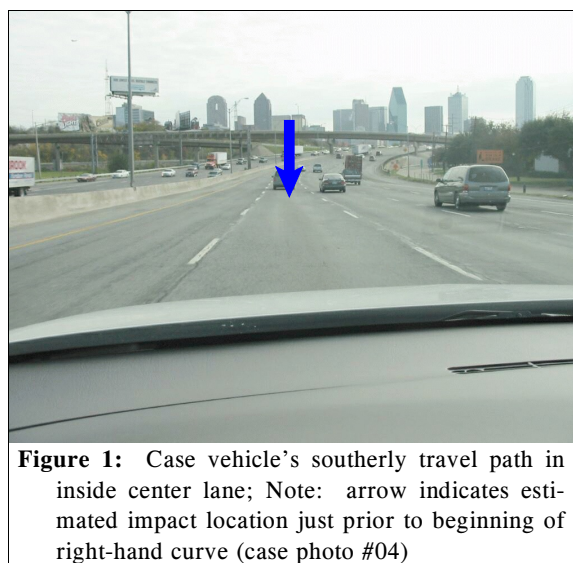 ROOM
Figure 1: Case vehicle's southerly travel path in
inside center lane; Note: arrow indicates esti-
mated impact location just prior to beginning of
right-hand curve (case photo #04)